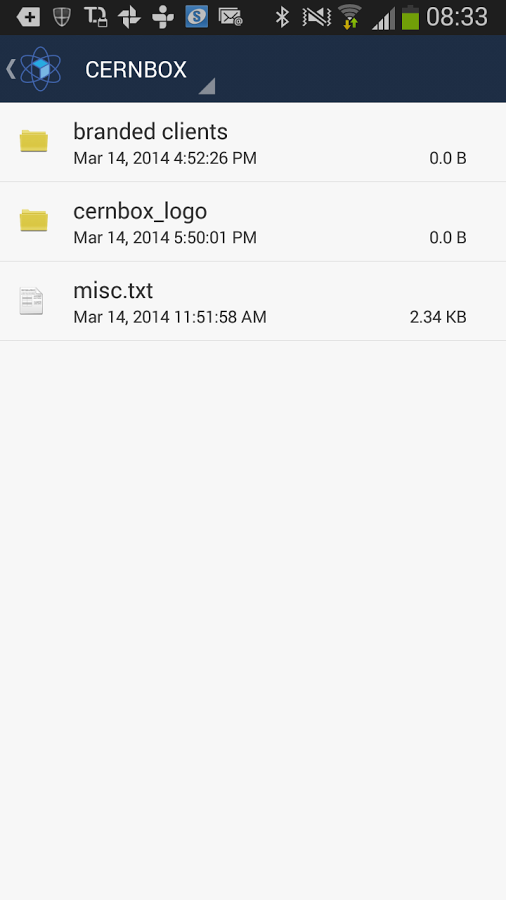 08:33
CERNBOX
branded clients
Mar 14, 2014 4:52:26 PM 0.0 B
cernbox_logo
Mar 14, 2014 5:50:01 PM 0.0 B
misc.txt
Mar 14, 2014 11:51:58 AM 2.34 KB